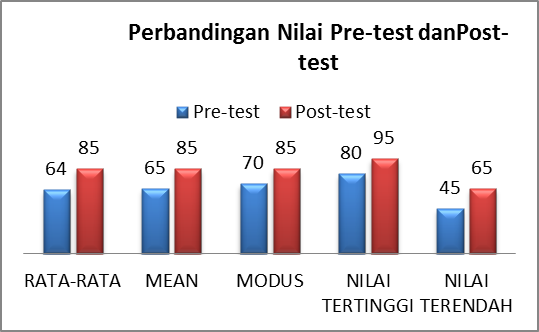 Perbandingan Nilai Pre-test danPost-
test
Pre-test Post-test
64 85 65 85 70 85 80 95 45 65
RATA-RATA MEAN MODUS NILAI TERTINGGI NILAI TERENDAH